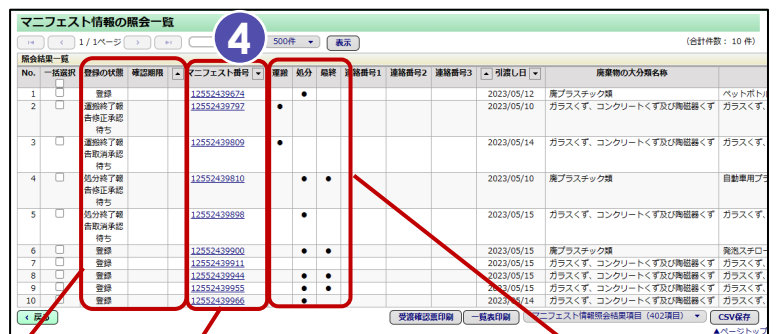 マニフェスト情報の照会一覧
1 / 1ページ 4 500件 表示 (合計件数： 10 件)
照会結果一覧
No. 一括選択 登録の状態 確認期限 マニフェスト番号 運搬 処分 最終 連絡番号1 連絡番号2 連絡番号3 引渡し日 廃棄物の大分類名称
1 登録 12552439674 ● 2023/05/12 廃プラスチック類 ペットボトル
2 運搬終了報告修正承認待ち 12552439797 ● 2023/05/10 ガラスくず、コンクリートくず及び陶磁器くず ガラスくず、
3 運搬終了報告取消承認待ち 12552439809 ● 2023/05/14 ガラスくず、コンクリートくず及び陶磁器くず ガラスくず、
4 処分終了報告修正承認待ち 12552439810 ● ● 2023/05/10 廃プラスチック類 自動車用プラ
5 処分終了報告取消承認待ち 12552439898 ● 2023/05/15 ガラスくず、コンクリートくず及び陶磁器くず ガラスくず、
6 登録 12552439900 ● ● 2023/05/15 廃プラスチック類 発泡スチロー
7 登録 12552439911 ● 2023/05/15 ガラスくず、コンクリートくず及び陶磁器くず ガラスくず、
8 登録 12552439944 ● ● 2023/05/15 ガラスくず、コンクリートくず及び陶磁器くず ガラスくず、
9 登録 12552439955 ● ● 2023/05/15 ガラスくず、コンクリートくず及び陶磁器くず ガラスくず、
10 登録 12552439966 ● 2023/05/14 ガラスくず、コンクリートくず及び陶磁器くず ガラスくず、
戻る 受渡確認票印刷 一覧表印刷 マニフェスト情報照会結果項目（402項目） CSV保存
▲ページトップ